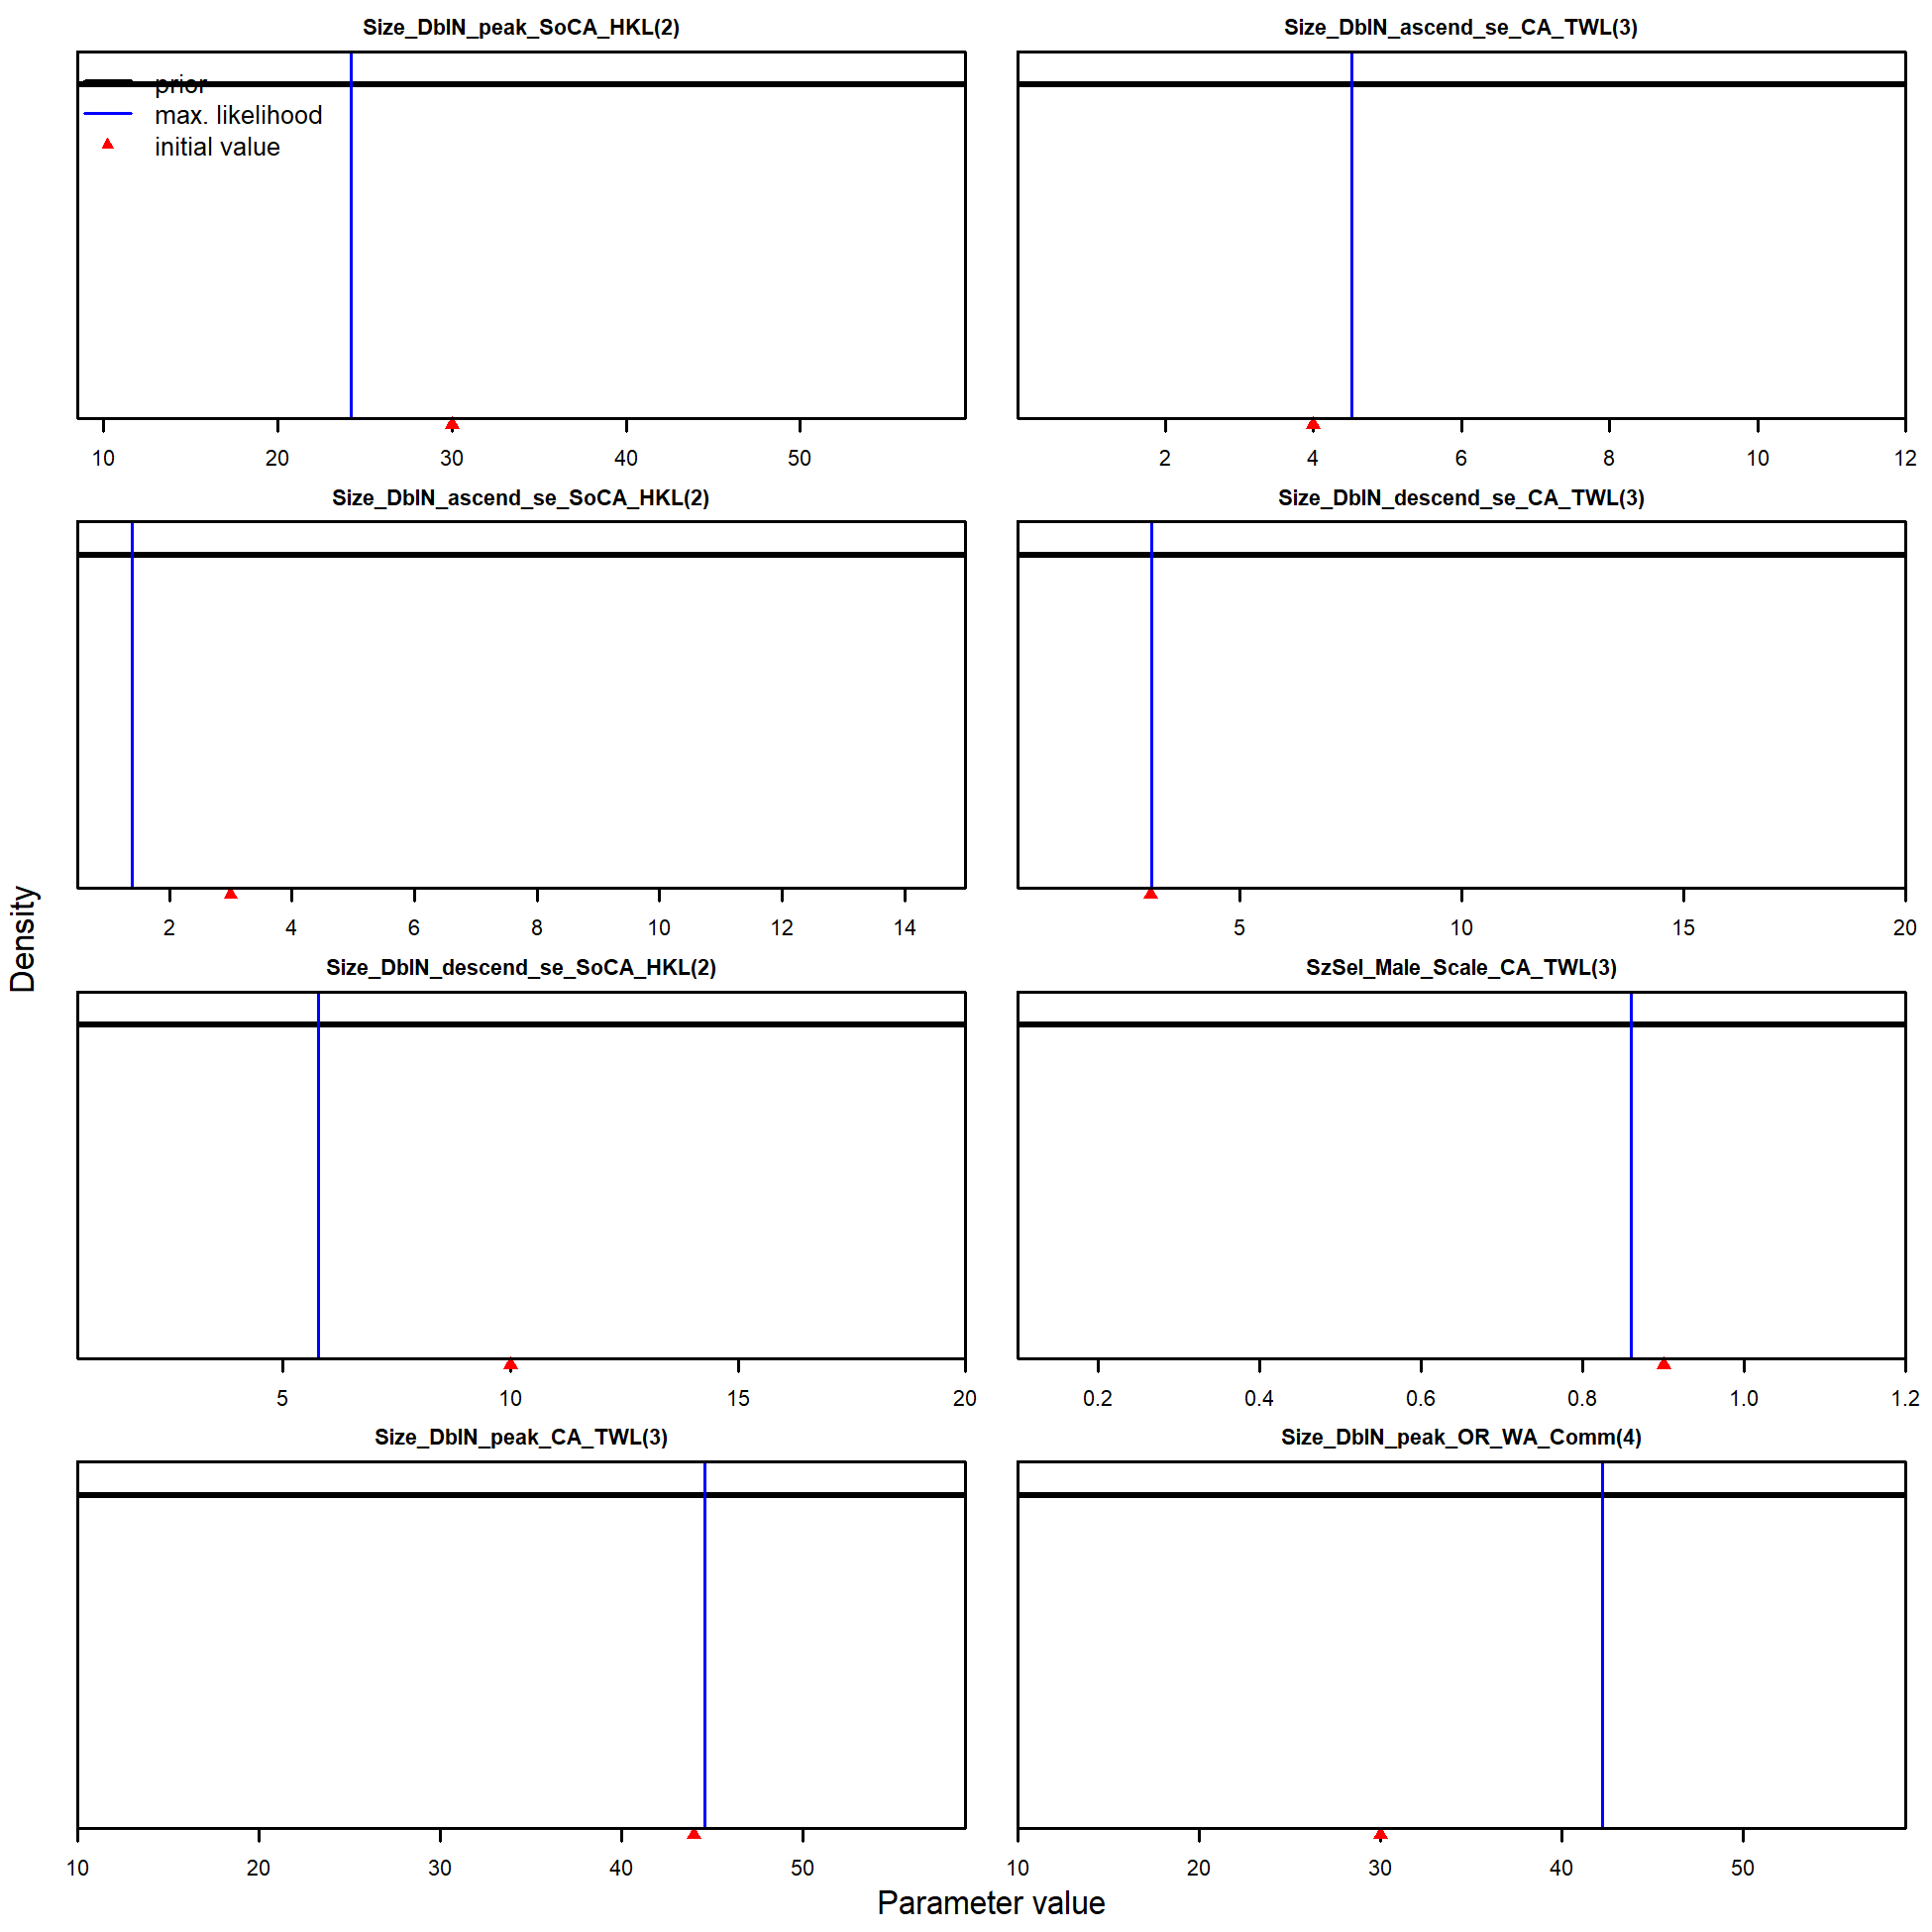 Size_DblN_peak_SoCA_HKL(2)
prior
max. likelihood
initial value
10 20 30 40 50
Size_DblN_ascend_se_CA_TWL(3)
2 4 6 8 10 12
Size_DblN_ascend_se_SoCA_HKL(2)
2 4 6 8 10 12 14
Size_DblN_descend_se_CA_TWL(3)
5 10 15 20
Size_DblN_descend_se_SoCA_HKL(2)
5 10 15 20
SzSel_Male_Scale_CA_TWL(3)
0.2 0.4 0.6 0.8 1.0 1.2
Size_DblN_peak_CA_TWL(3)
10 20 30 40 50
Size_DblN_peak_OR_WA_Comm(4)
10 20 30 40 50
Density
Parameter value